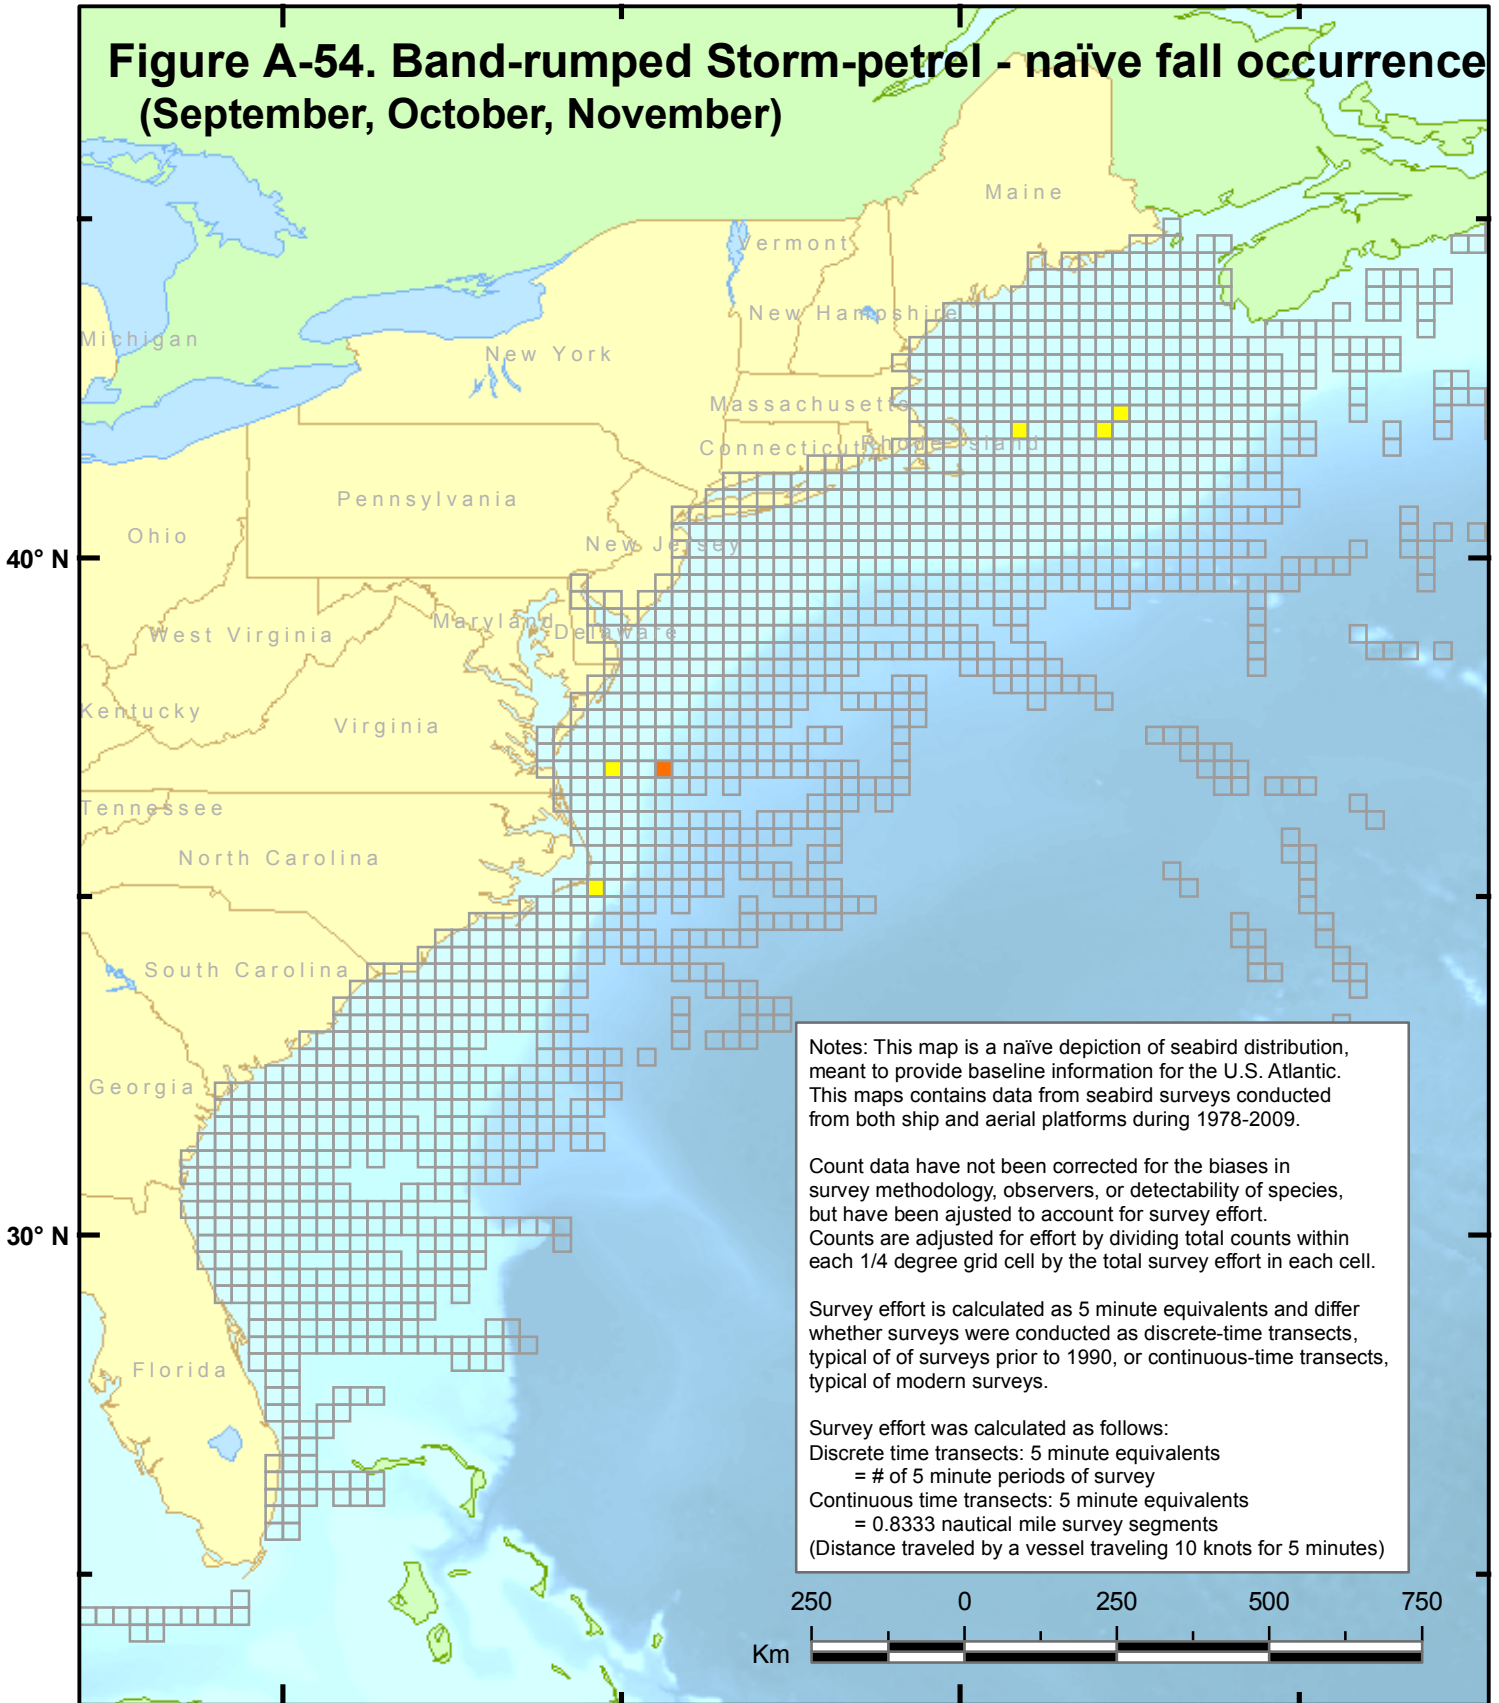 Figure A-54. Band-rumped Storm-petrel - naïve fall occurrence
(September, October, November)
Maine
Vermont
New Hampshire
Michigan
New York
Massachusetts
Connecticut
Rhode Island
Pennsylvania
Ohio
New Jersey
40° N
Maryland
Delaware
West Virginia
Kentucky
Virginia
Tennessee
North Carolina
South Carolina
Georgia
30° N
Florida
Notes: This map is a naïve depiction of seabird distribution,
meant to provide baseline information for the U.S. Atlantic.
This maps contains data from seabird surveys conducted
from both ship and aerial platforms during 1978-2009.
Count data have not been corrected for the biases in
survey methodology, observers, or detectability of species,
but have been ajusted to account for survey effort.
Counts are adjusted for effort by dividing total counts within
each 1/4 degree grid cell by the total survey effort in each cell.
Survey effort is calculated as 5 minute equivalents and differ
whether surveys were conducted as discrete-time transects,
typical of of surveys prior to 1990, or continuous-time transects,
typical of modern surveys.
Survey effort was calculated as follows:
Discrete time transects: 5 minute equivalents
= # of 5 minute periods of survey
Continuous time transects: 5 minute equivalents
= 0.8333 nautical mile survey segments
(Distance traveled by a vessel traveling 10 knots for 5 minutes)
250 0 250 500 750
Km